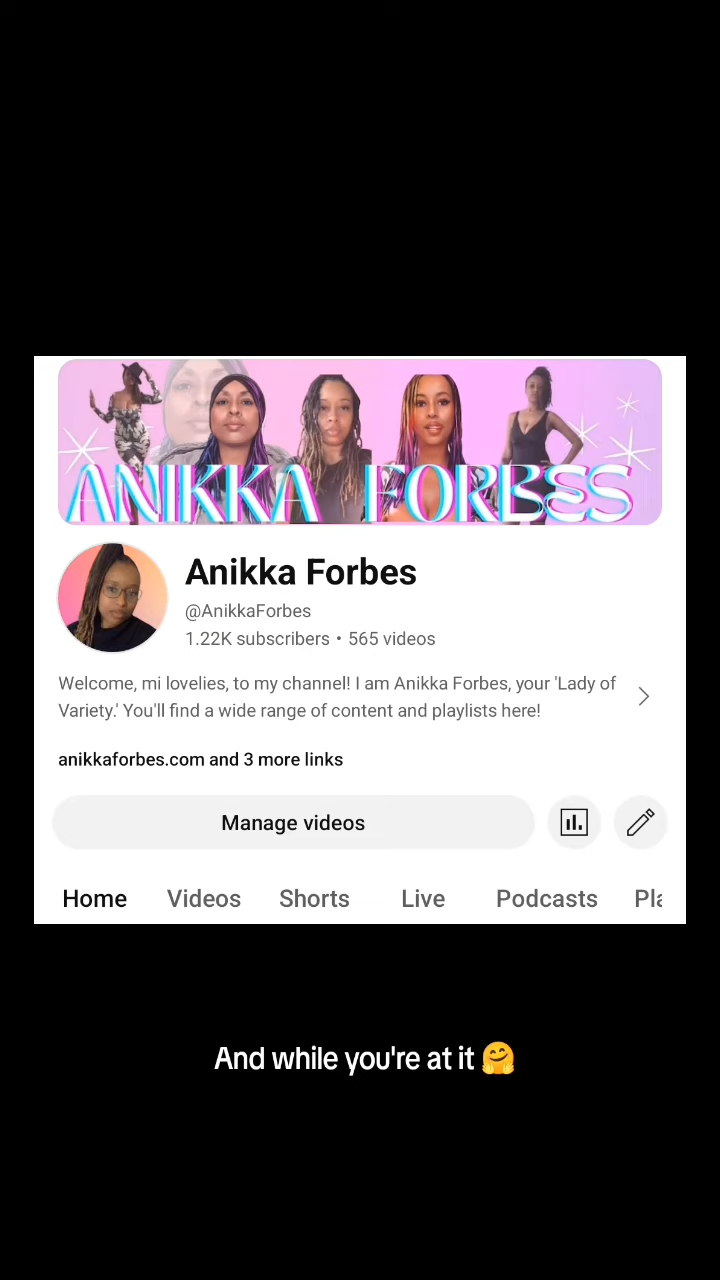 ANIKKA FORBES
Anikka Forbes
@AnikkaForbes
1.22K subscribers • 565 videos
Welcome, mi lovelies, to my channel! I am Anikka Forbes, your 'Lady of
Variety.' You'll find a wide range of content and playlists here!
anikkaforbes.com and 3 more links
Manage videos
Home Videos Shorts Live Podcasts
And while you're at it 🤗